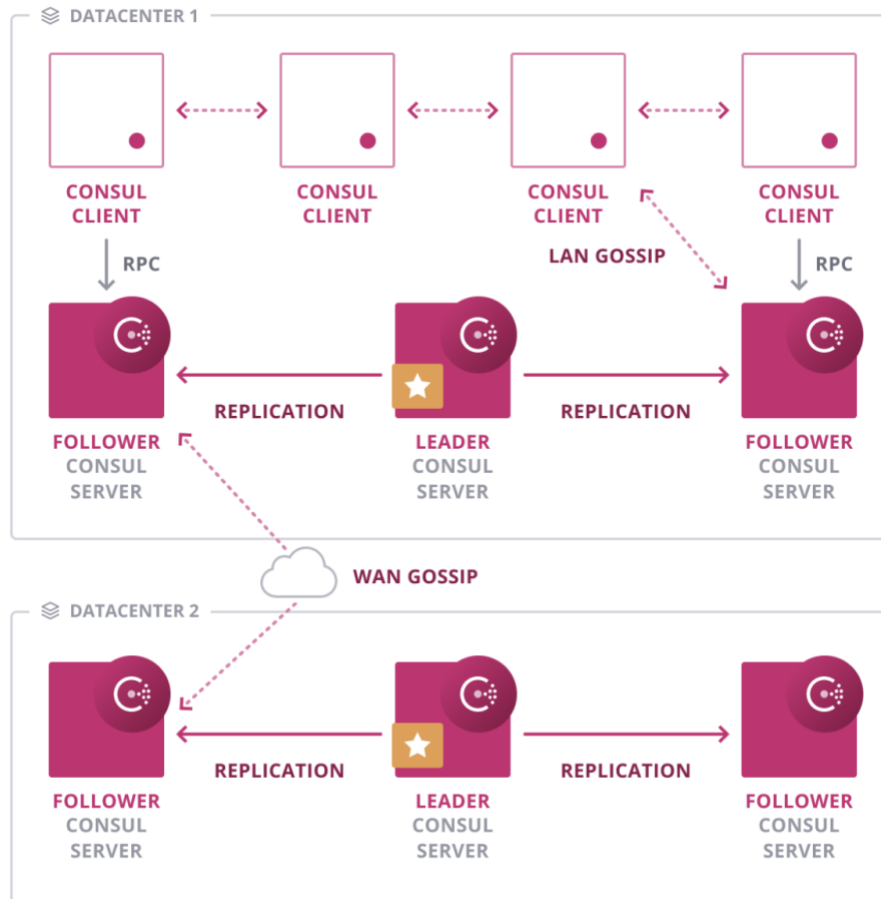 DATACENTER 1
CONSUL
CLIENT
CONSUL
CLIENT
CONSUL
CLIENT
CONSUL
CLIENT
RPC
LAN GOSSIP
RPC
REPLICATION
REPLICATION
FOLLOWER
CONSUL
SERVER
LEADER
CONSUL
SERVER
FOLLOWER
CONSUL
SERVER
WAN GOSSIP
DATACENTER 2
REPLICATION
REPLICATION
FOLLOWER
CONSUL
SERVER
LEADER
CONSUL
SERVER
FOLLOWER
CONSUL
SERVER